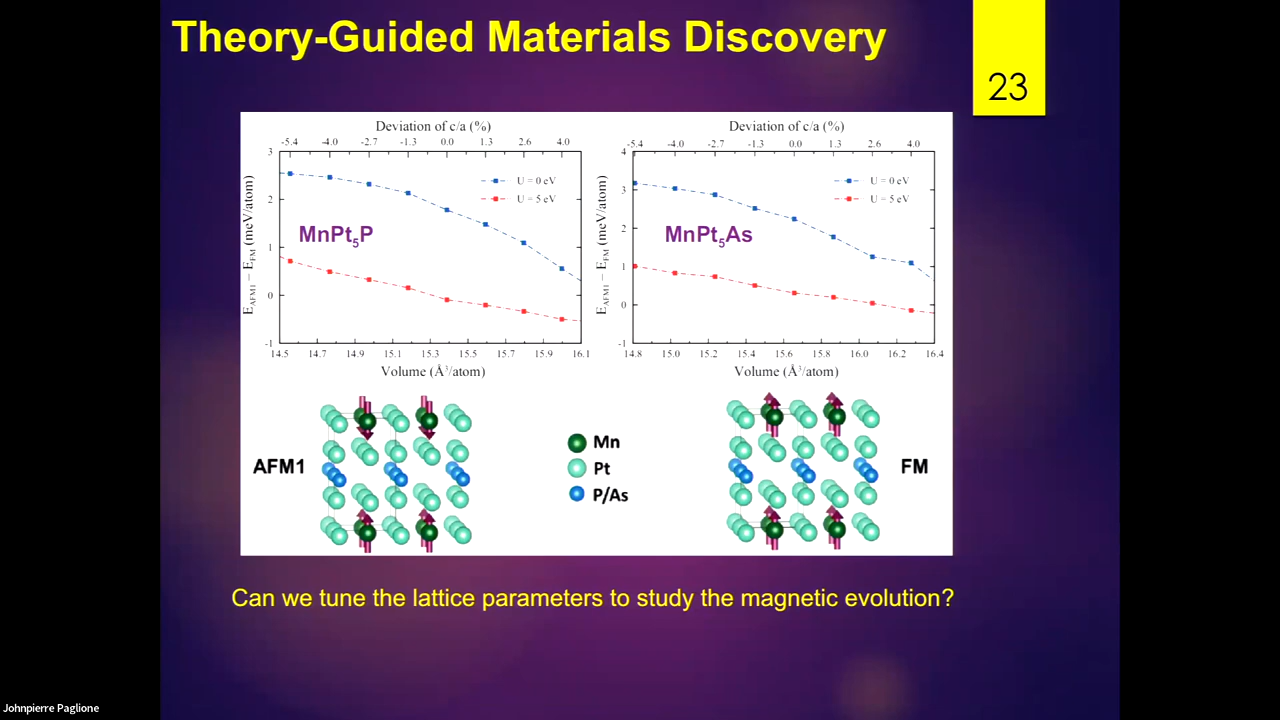 Theory-Guided Materials Discovery
23
Deviation of c/a (%)
-5.4 -4.0 -2.7 -1.3 0.0 1.3 2.6 4.0
3
2
1
0
-1
E_AFM1 − E_FM (meV/atom)
U = 0 eV
U = 5 eV
MnPt₅P
14.5 14.7 14.9 15.1 15.3 15.5 15.7 15.9 16.1
Volume (Å³/atom)
Deviation of c/a (%)
-5.4 -4.0 -2.7 -1.3 0.0 1.3 2.6 4.0
4
3
2
1
0
-1
E_AFM1 − E_FM (meV/atom)
U = 0 eV
U = 5 eV
MnPt₅As
14.8 15.0 15.2 15.4 15.6 15.8 16.0 16.2 16.4
Volume (Å³/atom)
AFM1
Mn
Pt
P/As
FM
Can we tune the lattice parameters to study the magnetic evolution?
Johnpierre Paglione